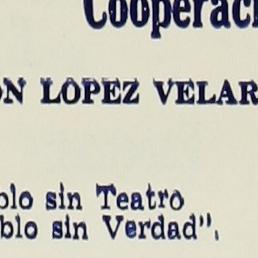 Cooperaci
ON LOPEZ VELAR
blo sin Teatro
blo sin Verdad".